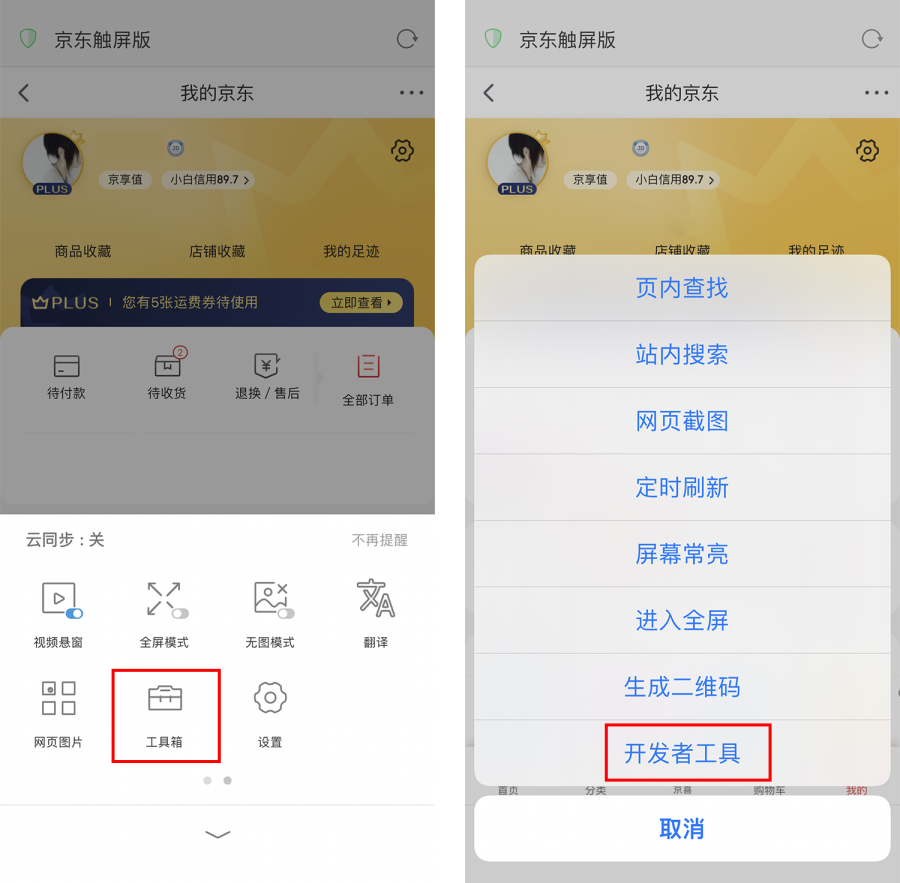 京东触屏版
我的京东
PLUS
京享值
小白信用89.7 >
商品收藏 店铺收藏 我的足迹
PLUS 您有5张运费券待使用 立即查看
2
待付款 待收货 退换 / 售后 全部订单
云同步 : 关 不再提醒
视频悬窗 全屏模式 无图模式 翻译
网页图片 工具箱 设置
京东触屏版
我的京东
JD
PLUS
京享值
小白信用89.7 >
商品收藏 店铺收藏 我的足迹
页内查找
站内搜索
网页截图
定时刷新
屏幕常亮
进入全屏
生成二维码
开发者工具
首页 分类 京喜 购物车 我的
取消